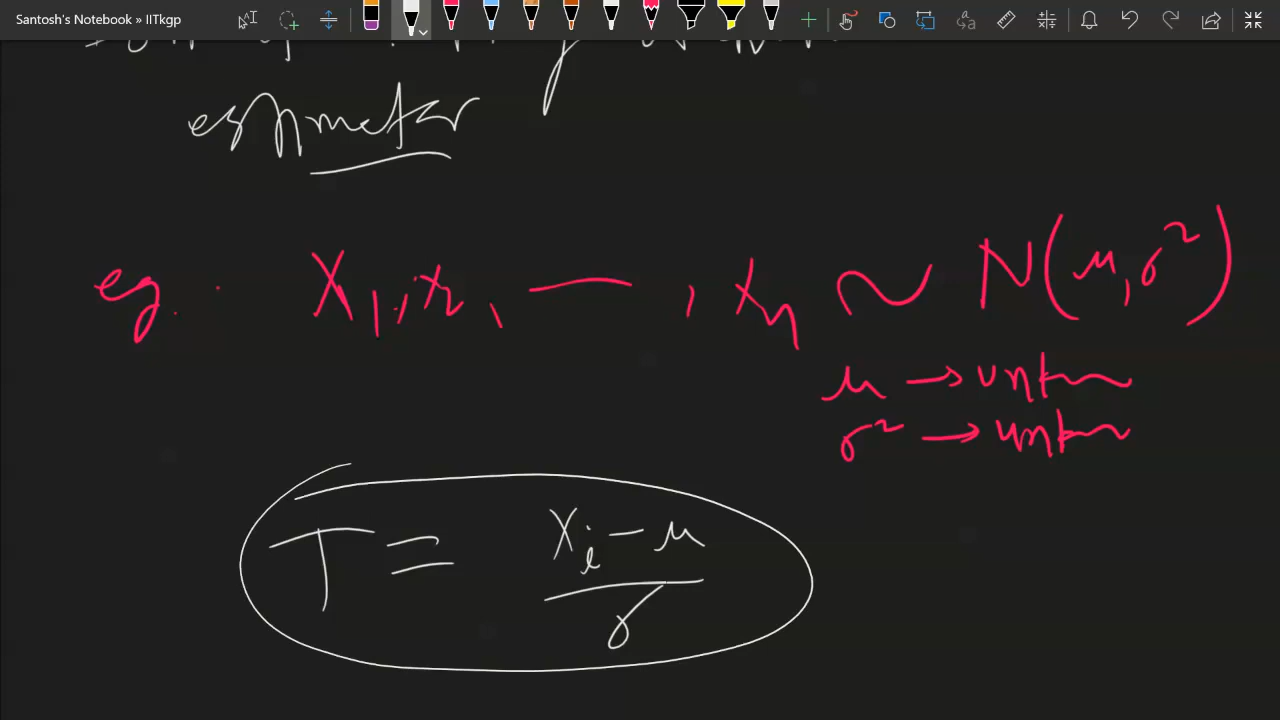 Santosh's Notebook » IITkgp
estimator
eg. X₁, X₂, — , Xₙ ~ N(μ, σ²)
μ → unkn
σ² → unkn
T = (Xᵢ - μ) / σ